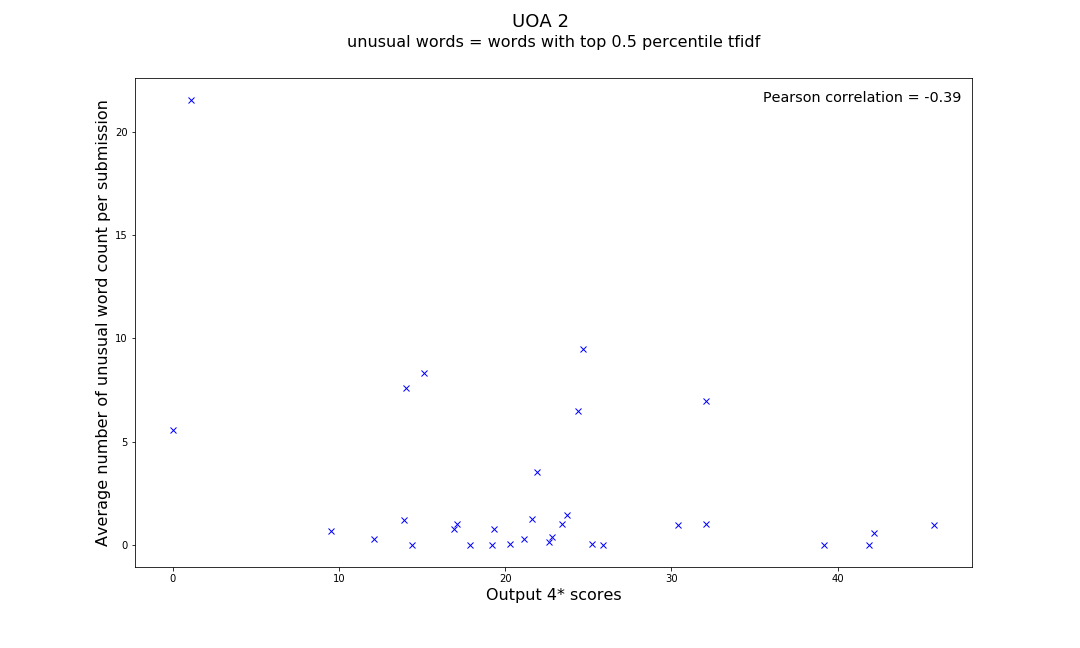 UOA 2
unusual words = words with top 0.5 percentile tfidf
Pearson correlation = -0.39
Average number of unusual word count per submission
20
15
10
5
0
0 10 20 30 40
Output 4* scores